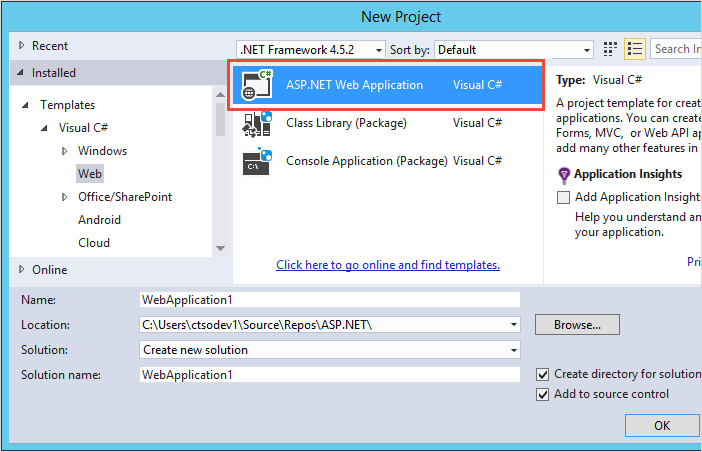 New Project
Recent
.NET Framework 4.5.2
Sort by:
Default
Search In
Installed
Templates
Visual C#
Windows
Web
Office/SharePoint
Android
Cloud
Online
C#
ASP.NET Web Application
Visual C#
Class Library (Package)
Visual C#
C:\
Console Application (Package)
Visual C#
Click here to go online and find templates.
Type: Visual C#
A project template for creat
applications. You can create
Forms, MVC, or Web API ap
add many other features in
Application Insights
Add Application Insights
Help you understand an
your application.
Pri
Name:
WebApplication1
Location:
C:\Users\ctsodev1\Source\Repos\ASP.NET\
Browse...
Solution:
Create new solution
Solution name:
WebApplication1
Create directory for solution
Add to source control
OK